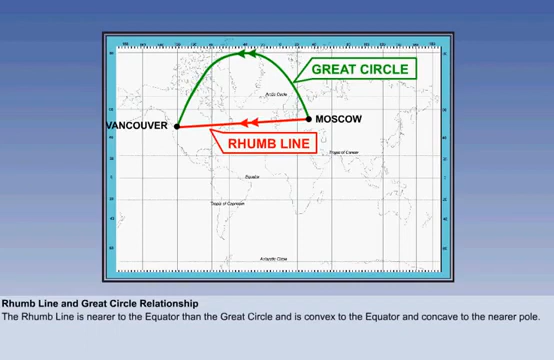 GREAT CIRCLE
Arctic Circle
VANCOUVER
MOSCOW
RHUMB LINE
Tropic of Cancer
Equator
Tropic of Capricorn
Antarctic Circle
Rhumb Line and Great Circle Relationship
The Rhumb Line is nearer to the Equator than the Great Circle and is convex to the Equator and concave to the nearer pole.